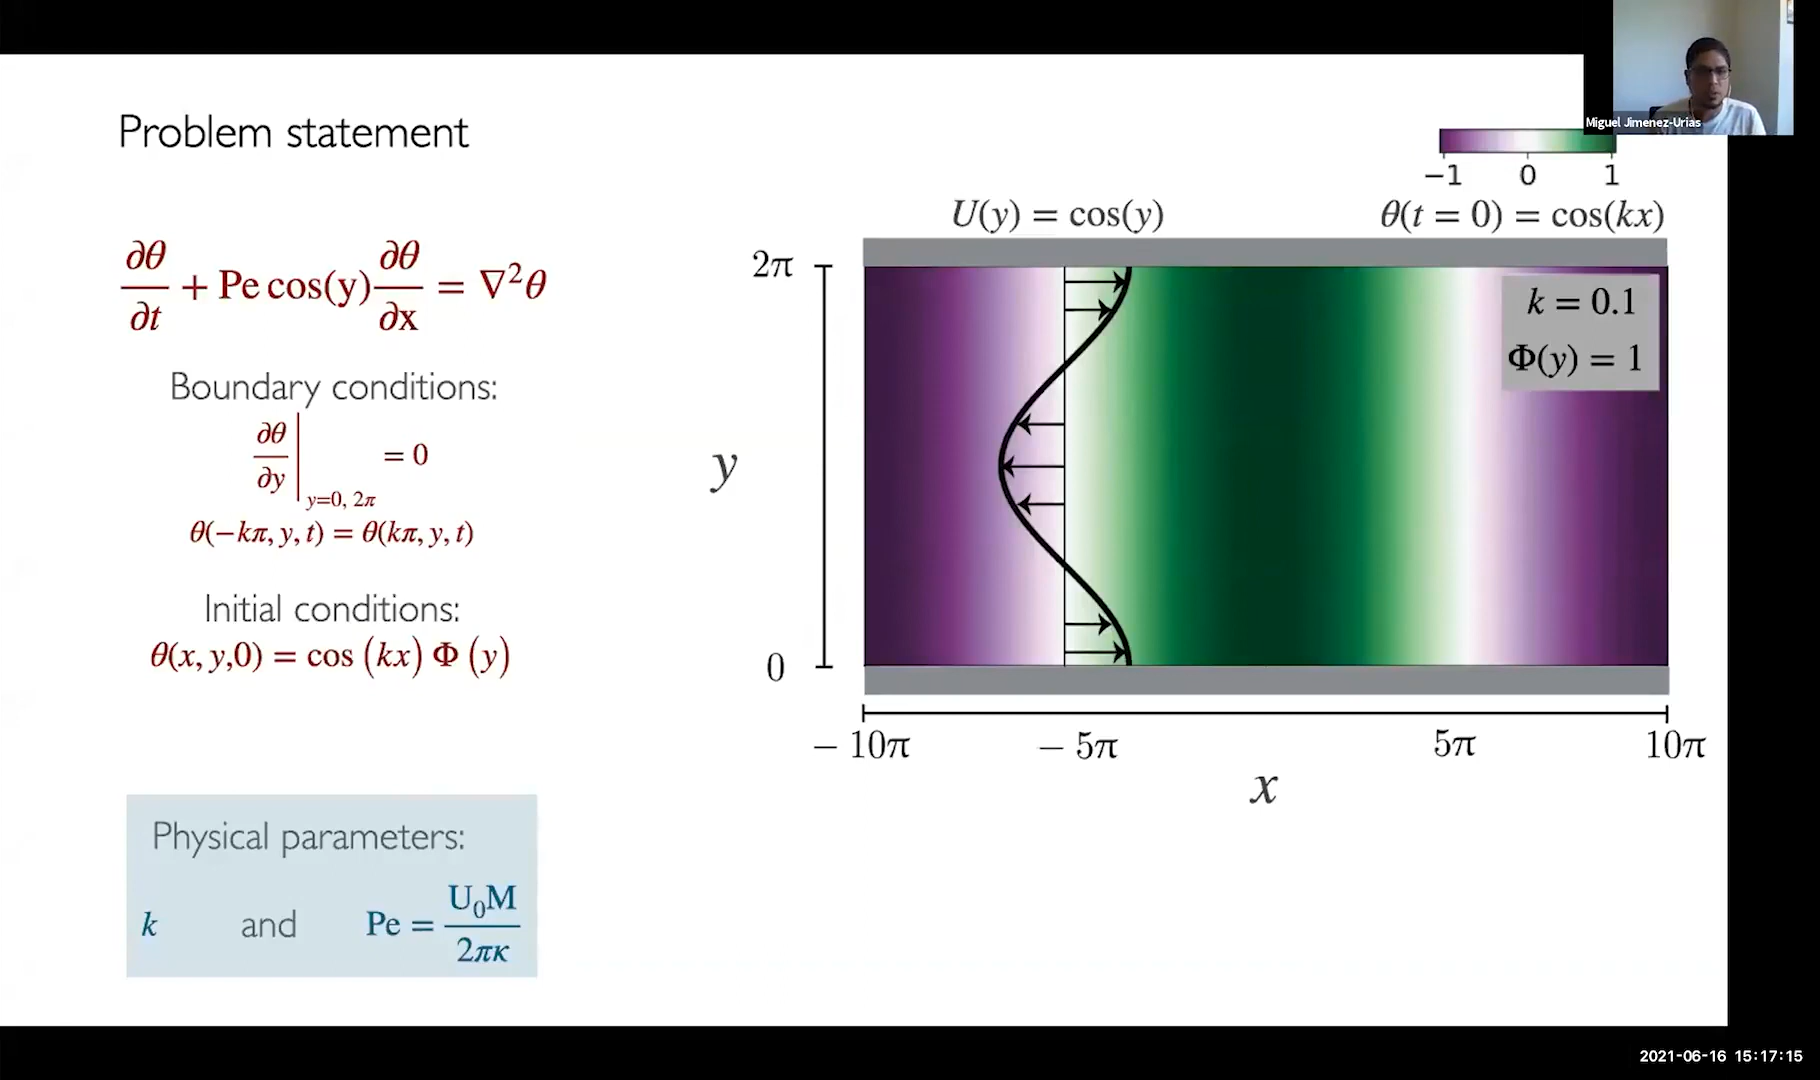 Miguel Jimenez-Urias
Problem statement
−1 0 1
U(y) = cos(y)
θ(t = 0) = cos(kx)
∂θ/∂t + Pe cos(y) ∂θ/∂x = ∇²θ
Boundary conditions:
∂θ/∂y |y=0, 2π = 0
θ(−kπ, y, t) = θ(kπ, y, t)
Initial conditions:
θ(x, y,0) = cos (kx) Φ (y)
Physical parameters:
k and Pe = U₀M/2πκ
2π
y
0
k = 0.1
Φ(y) = 1
− 10π − 5π 5π 10π
x
2021-06-16 15:17:15